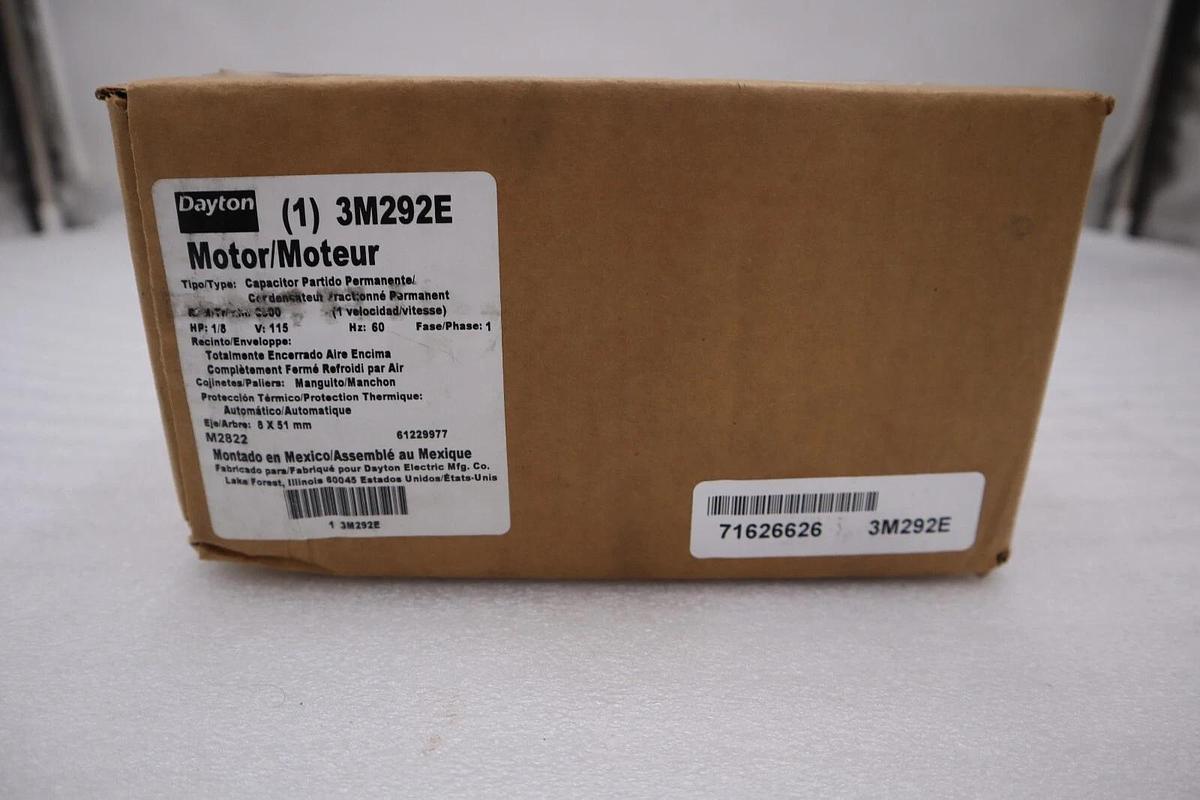 Dayton (1) 3M292E
Motor/Moteur
Tipo/Type: Capacitor Partido Permanente/
Condensateur Fractionné Permanent
(1 velocidad/vitesse)
HP: 1/8 V: 115 Hz: 60 Fase/Phase: 1
Recinto/Enveloppe:
Totalmente Encerrado Aire Encima
Complètement Fermé Refroidi par Air
Cojinetes/Paliers: Manguito/Manchon
Protección Térmico/Protection Thermique:
Automático/Automatique
Eje/Arbre: 8 X 51 mm
M2822 61229977
Montado en Mexico/Assemblé au Mexique
Fabricado para/Fabriqué pour Dayton Electric Mfg. Co.
Lake Forest, Illinois 60045 Estados Unidos/États-Unis
1 3M292E
71626626 3M292E